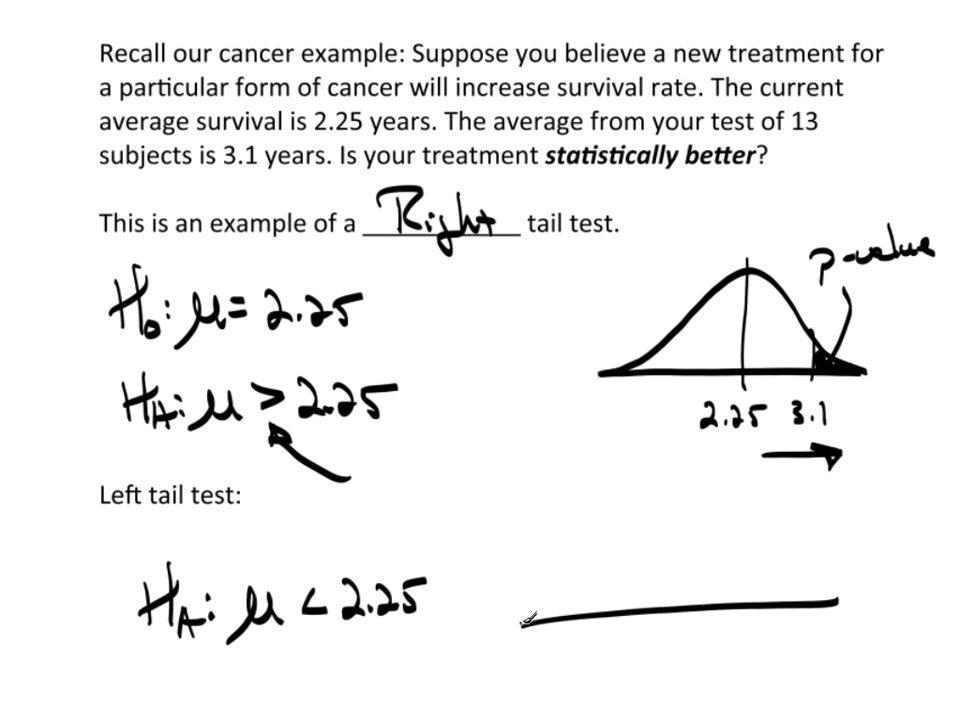 Recall our cancer example: Suppose you believe a new treatment for
a particular form of cancer will increase survival rate. The current
average survival is 2.25 years. The average from your test of 13
subjects is 3.1 years. Is your treatment statistically better?
This is an example of a Right tail test.
P-value
H₀: μ = 2.25
Hₐ: μ > 2.25
2.25 3.1
Left tail test:
Hₐ: μ < 2.25